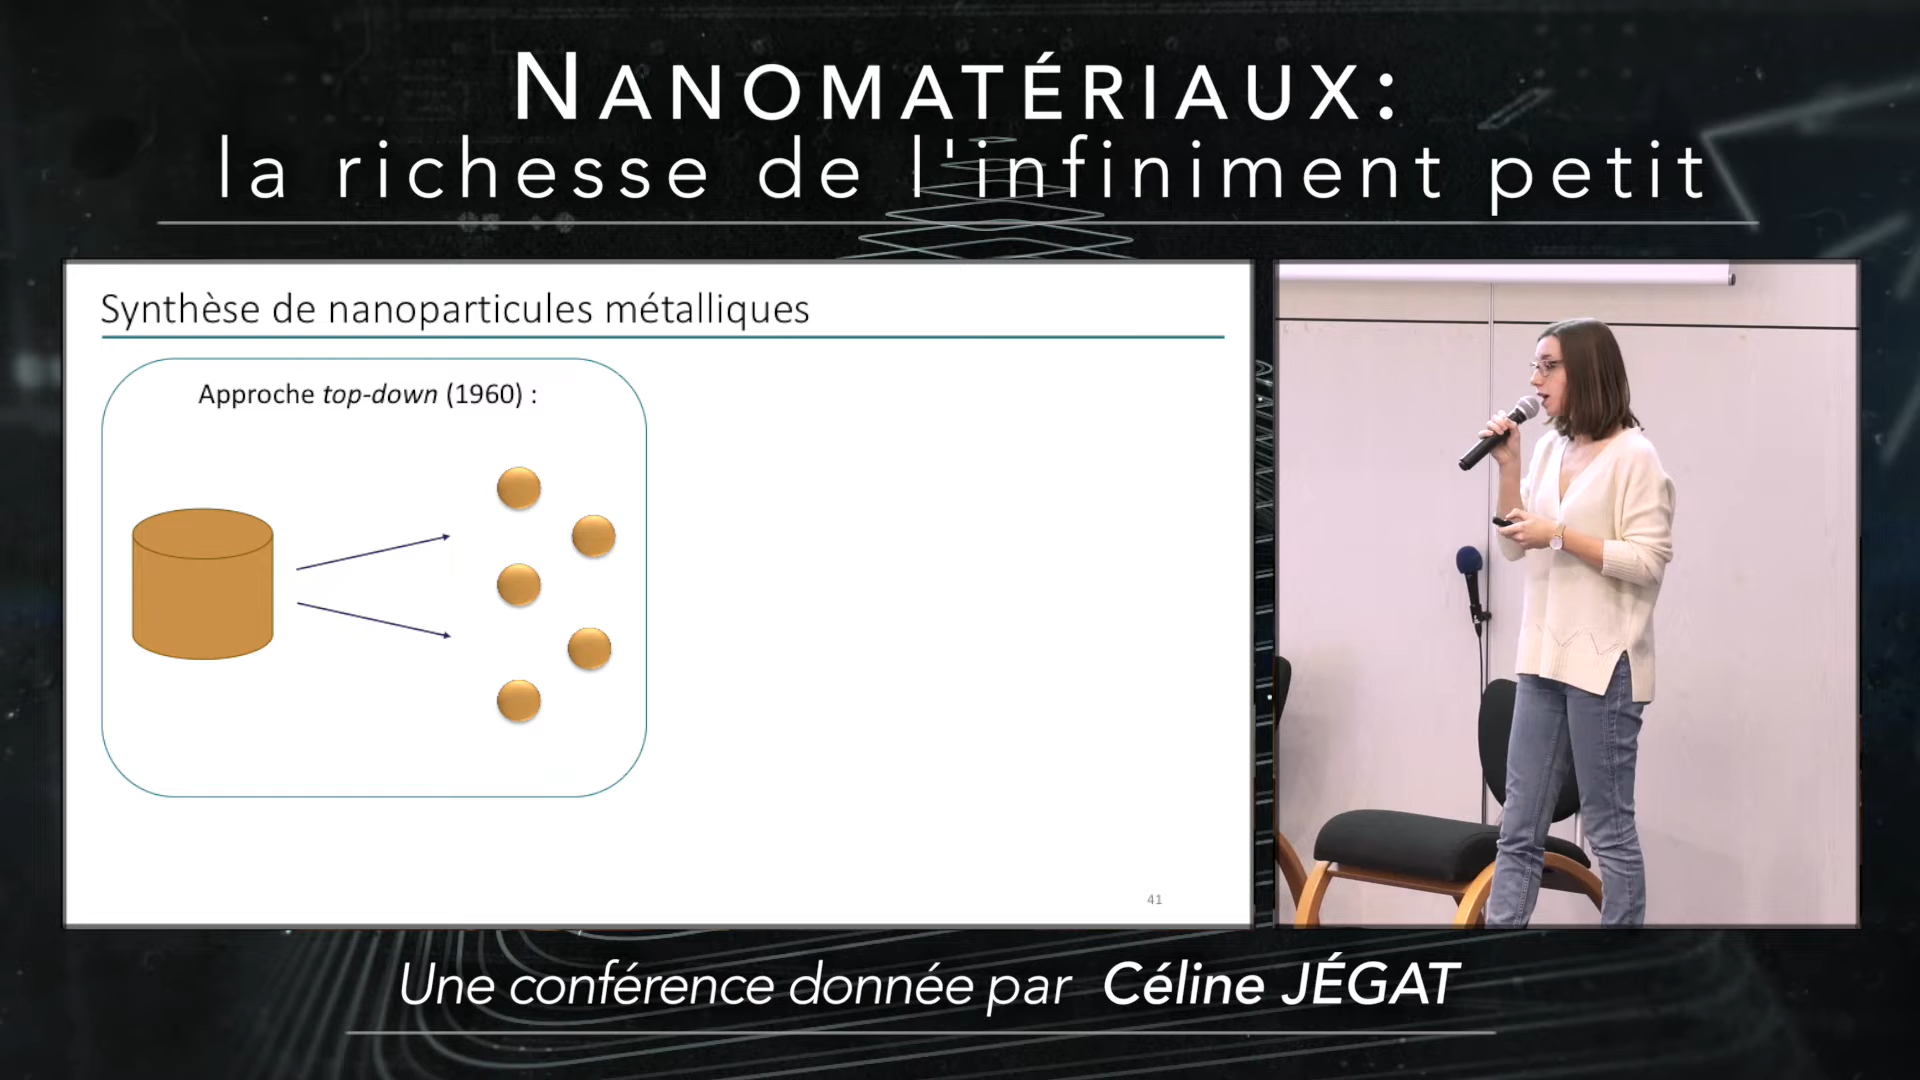 NANOMATÉRIAUX:
la richesse de l'infiniment petit
Synthèse de nanoparticules métalliques
Approche top-down (1960) :
41
Une conférence donnée par Céline JÉGAT